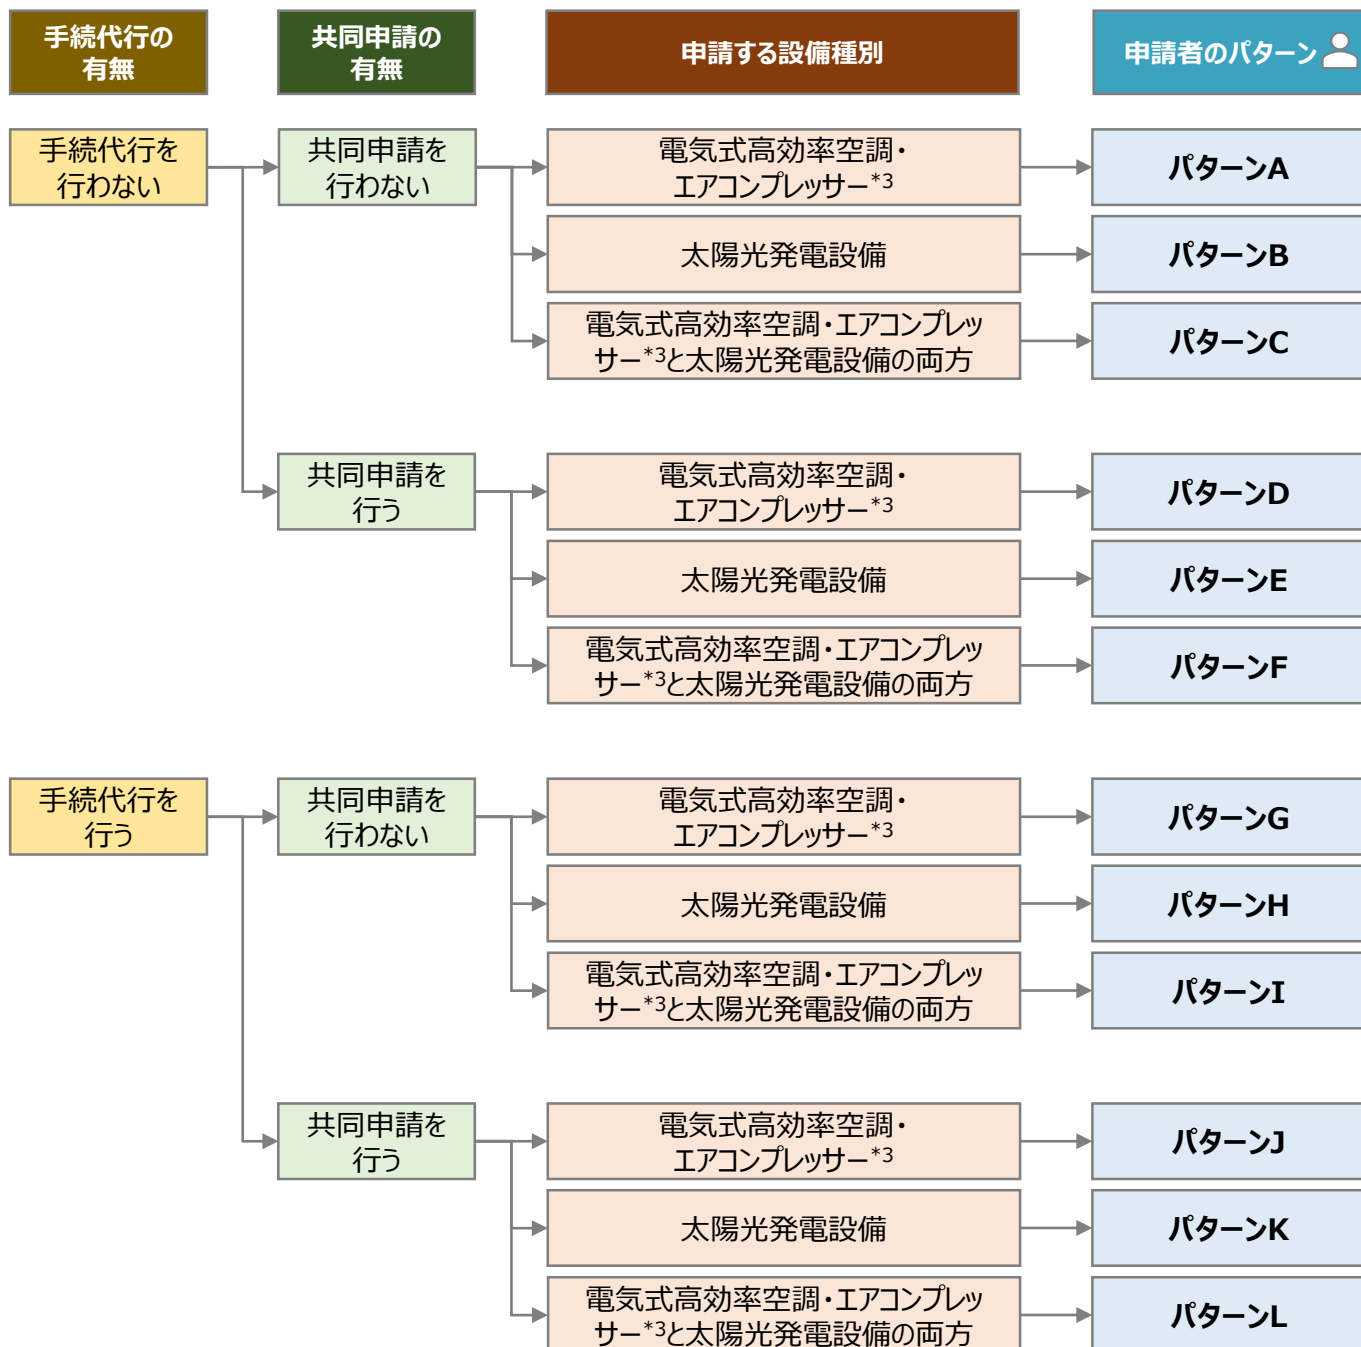 手続代行の
有無
共同申請の
有無
申請する設備種別
申請者のパターン
手続代行を
行わない
共同申請を
行わない
電気式高効率空調・
エアコンプレッサー*3
パターンA
太陽光発電設備
パターンB
電気式高効率空調・エアコンプレッ
サー*3と太陽光発電設備の両方
パターンC
共同申請を
行う
電気式高効率空調・
エアコンプレッサー*3
パターンD
太陽光発電設備
パターンE
電気式高効率空調・エアコンプレッ
サー*3と太陽光発電設備の両方
パターンF
手続代行を
行う
共同申請を
行わない
電気式高効率空調・
エアコンプレッサー*3
パターンG
太陽光発電設備
パターンH
電気式高効率空調・エアコンプレッ
サー*3と太陽光発電設備の両方
パターンI
共同申請を
行う
電気式高効率空調・
エアコンプレッサー*3
パターンJ
太陽光発電設備
パターンK
電気式高効率空調・エアコンプレッ
サー*3と太陽光発電設備の両方
パターンL